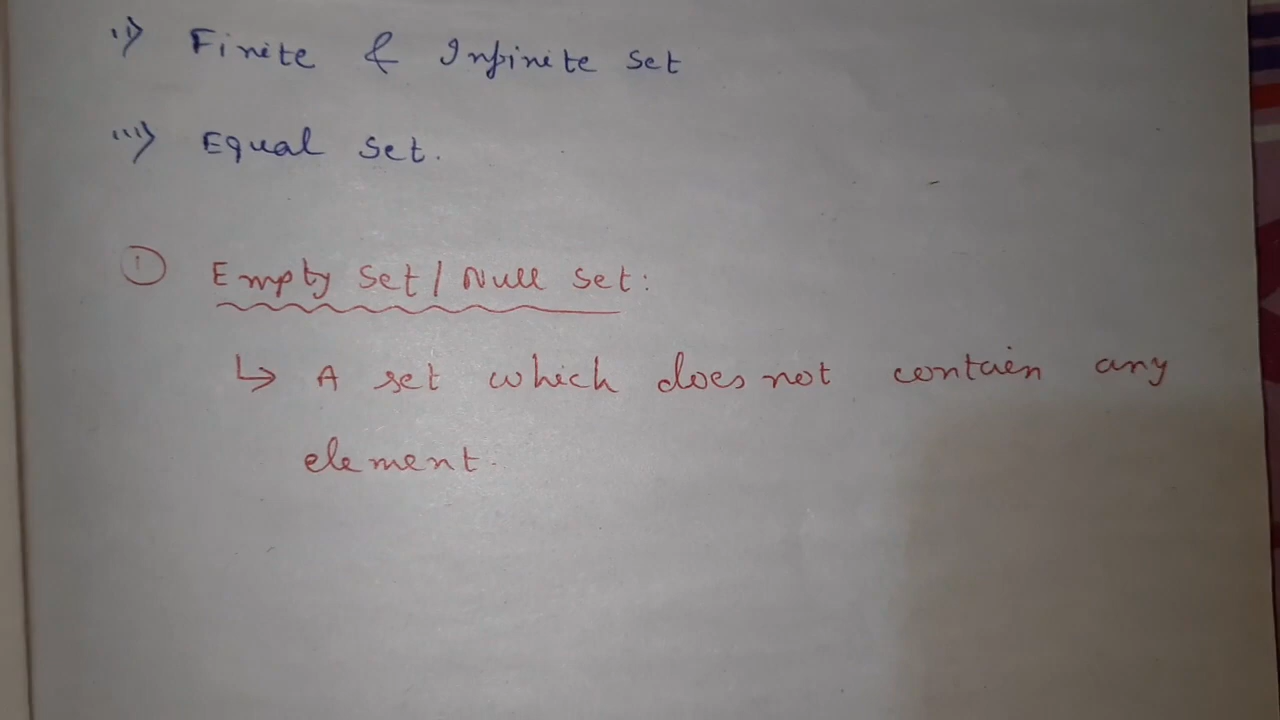 ii) Finite & Infinite set
iii) Equal set.
① Empty set / Null set:
↳ A set which does not contain any
element.